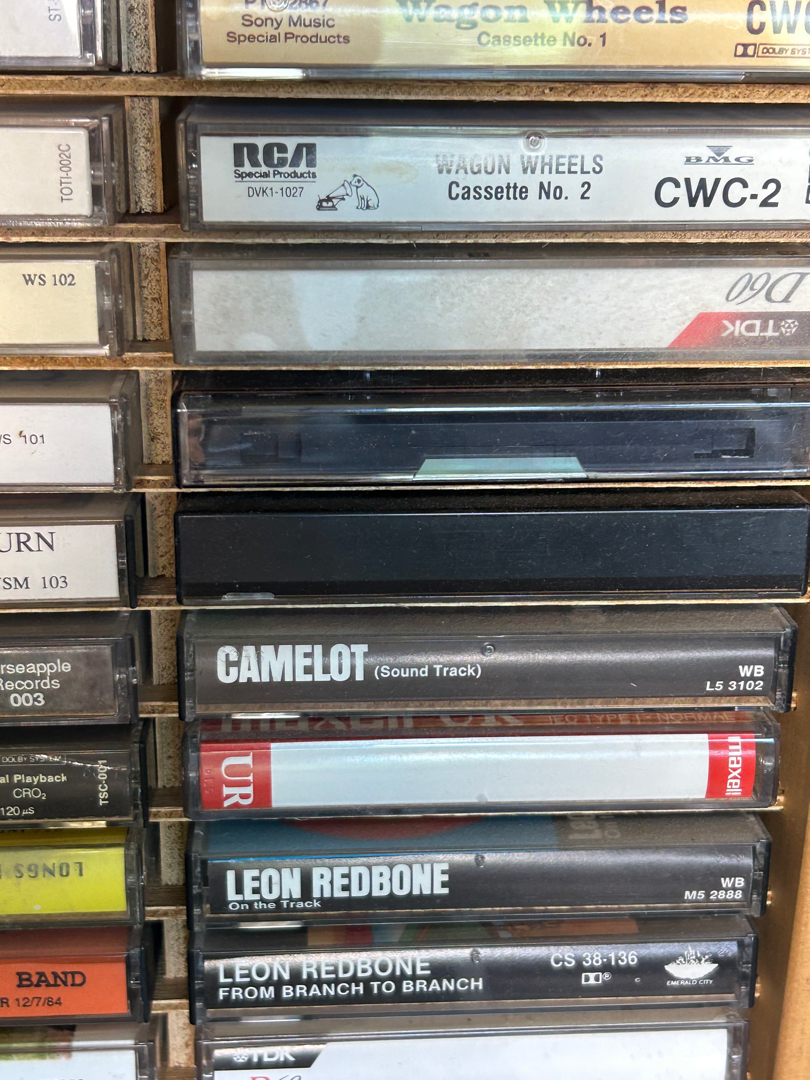 Wagon Wheels
Sony Music
Special Products
Cassette No. 1
RCA
Special Products
DVK1-1027
WAGON WHEELS
Cassette No. 2
BMG
CWC-2
TOTI-002C
WS 102
D60
TDK
101
URN
SM 103
CAMELOT (Sound Track)
WB
L5 3102
rseapple
Records
003
maxell UR
UR
maxell
al Playback
CRO₂
120 µs
TSC-001
LONGS
LEON REDBONE
On the Track
WB
M5 2888
BAND
R 12/7/84
LEON REDBONE
FROM BRANCH TO BRANCH
CS 38-136
EMERALD CITY
TDK